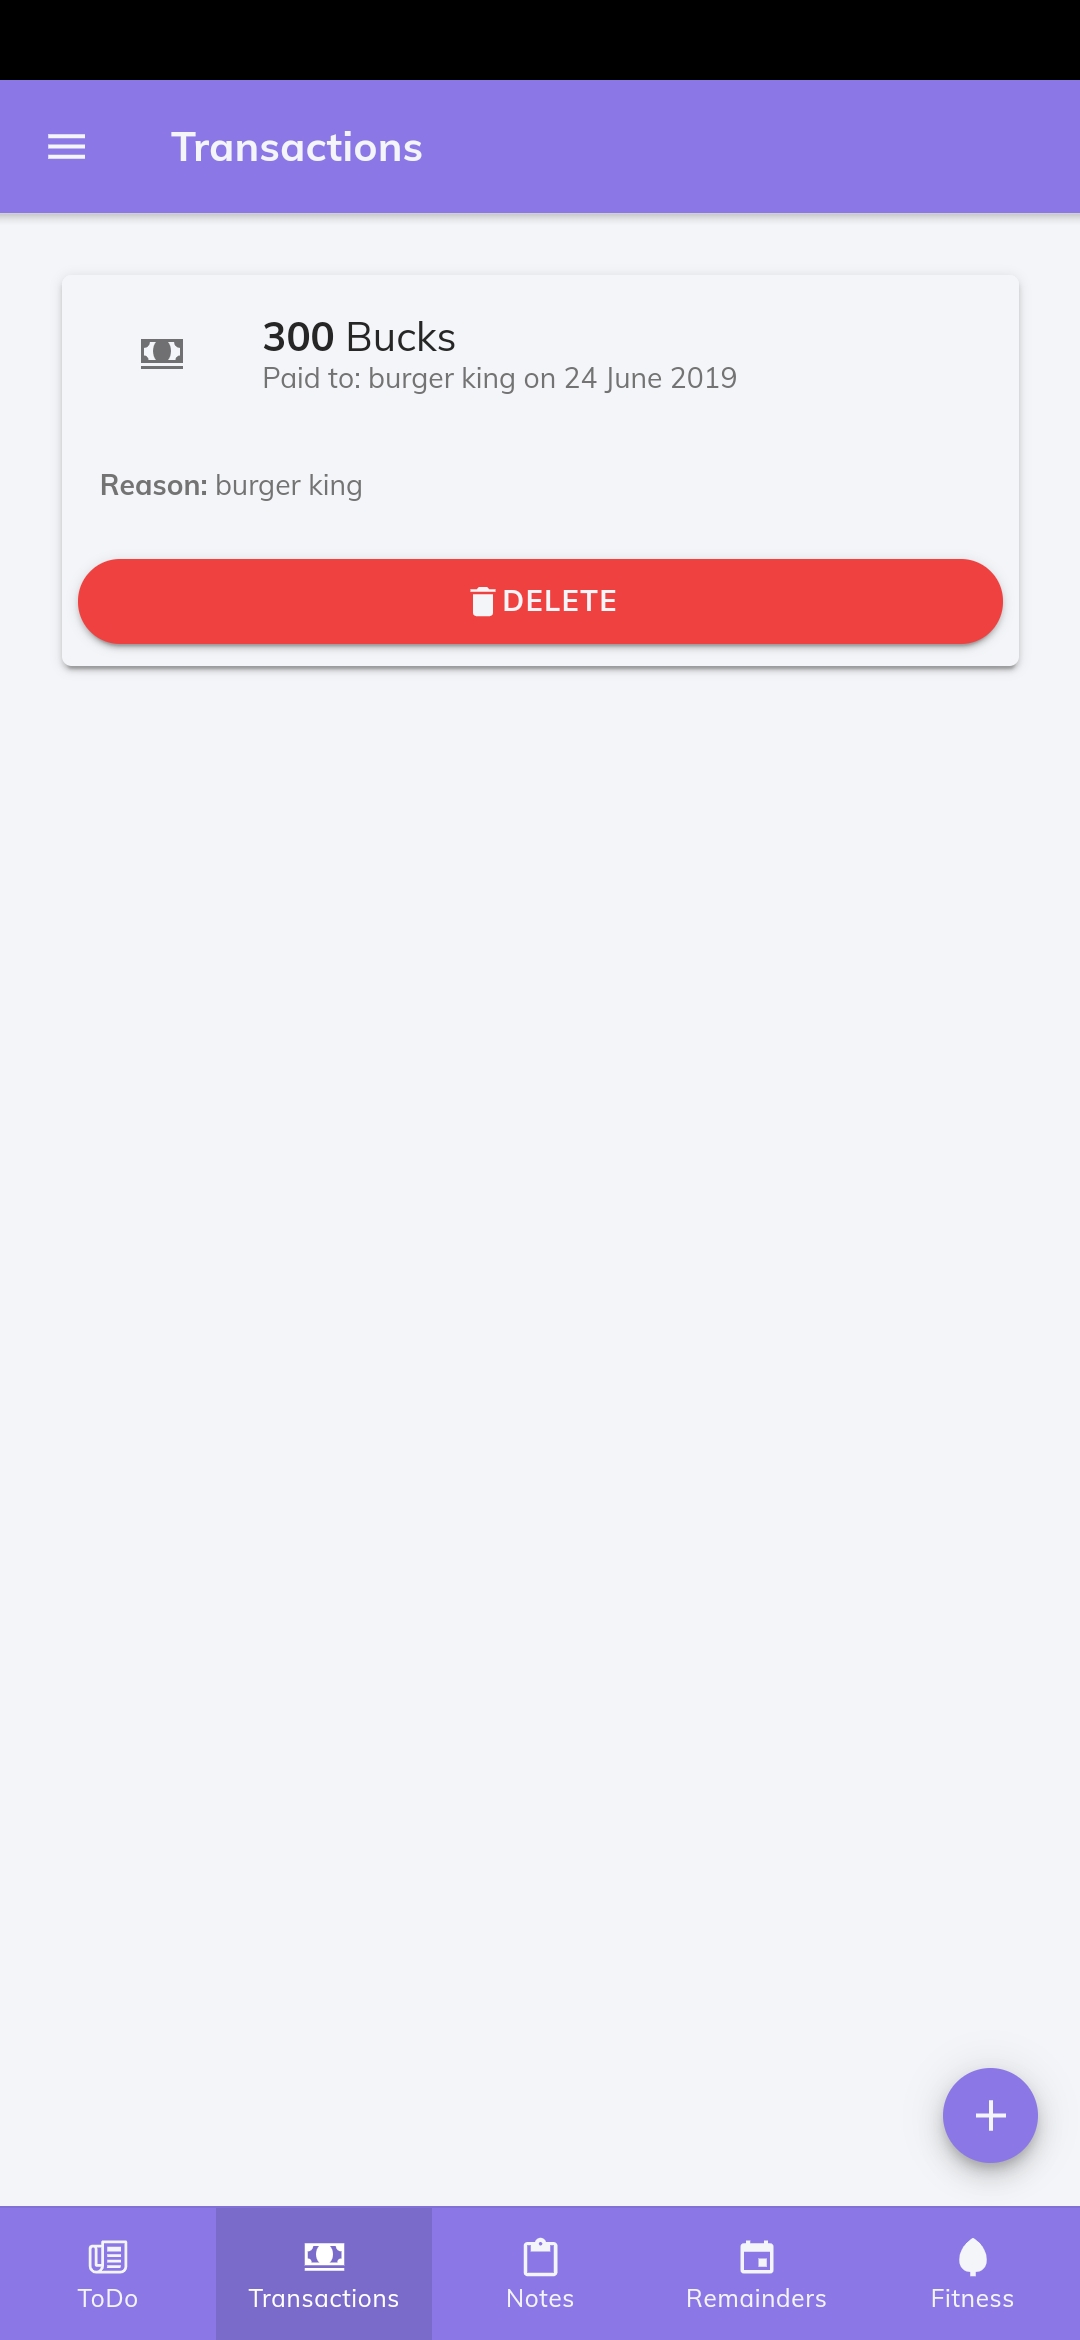 Transactions
300 Bucks
Paid to: burger king on 24 June 2019
Reason: burger king
DELETE
ToDo
Transactions
Notes
Remainders
Fitness